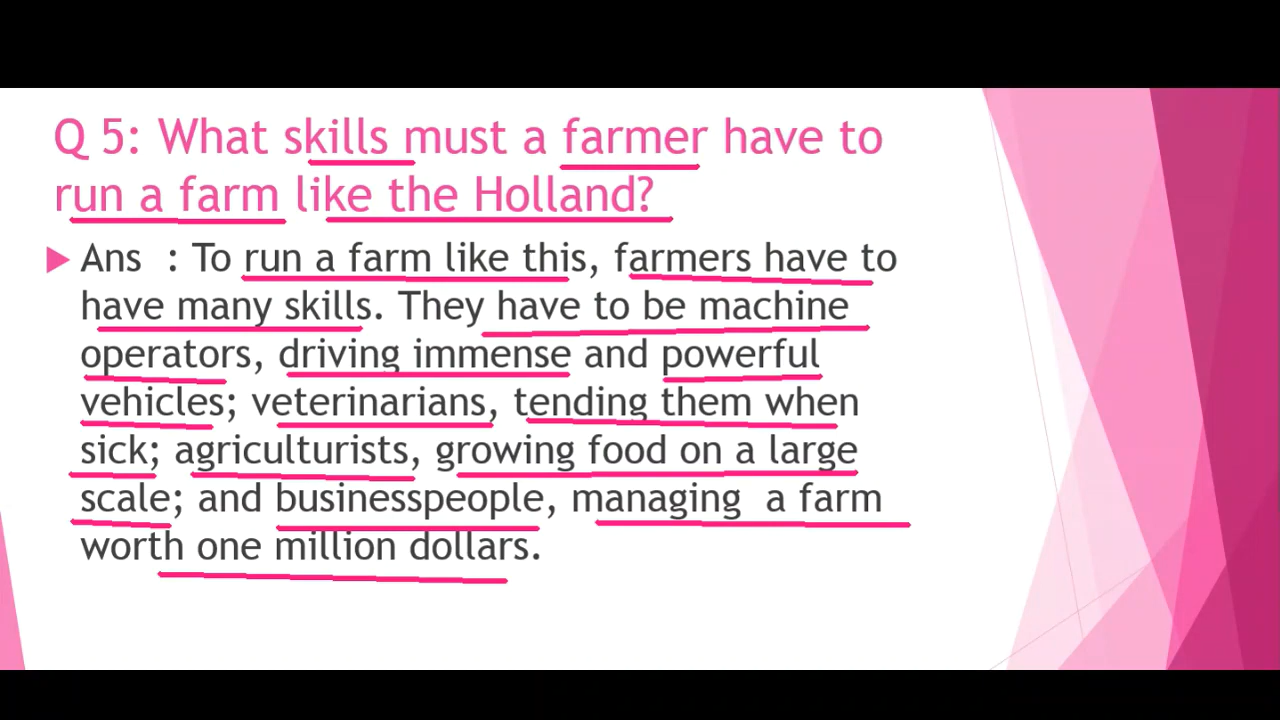 Q 5: What skills must a farmer have to
run a farm like the Holland?
Ans : To run a farm like this, farmers have to
have many skills. They have to be machine
operators, driving immense and powerful
vehicles; veterinarians, tending them when
sick; agriculturists, growing food on a large
scale; and businesspeople, managing a farm
worth one million dollars.